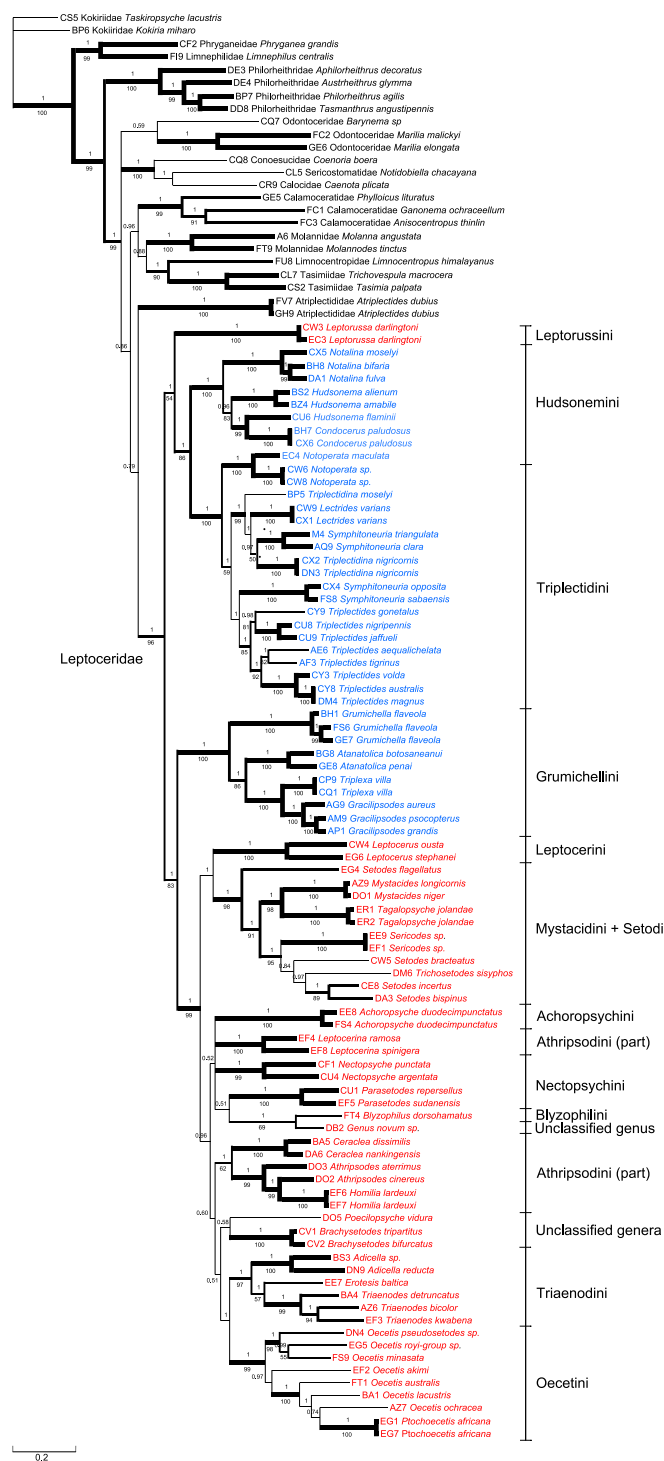 CS5 Kokiriidae Taskiropsyche lacustris
BP6 Kokiiridae Kokiria miharo
CF2 Phryganeidae Phryganea grandis
FI9 Limnephilidae Limnephilus centralis
DE3 Philorheithridae Aphilorheithrus decoratus
DE4 Philorheithridae Austrheithrus glymma
BP7 Philorheithridae Philorheithrus agilis
DD8 Philorheithridae Tasmanthrus angustipennis
CQ7 Odontoceridae Barynema sp
FC2 Odontoceridae Marilia malickyi
GE6 Odontoceridae Marilia elongata
CQ8 Conoesucidae Coenoria boera
CL5 Sericostomatidae Notidobiella chacayana
CR9 Calocidae Caenota plicata
GE5 Calamoceratidae Phylloicus lituratus
FC1 Calamoceratidae Ganonema ochraceellum
FC3 Calamoceratidae Anisocentropus thinlin
A6 Molannidae Molanna angustata
FT9 Molannidae Molannodes tinctus
FU8 Limnocentropidae Limnocentropus himalayanus
CL7 Tasimiidae Trichovespula macrocera
CS2 Tasimiidae Tasimia palpata
FV7 Atriplectididae Atriplectides dubius
GH9 Atriplectididae Atriplectides dubius
CW3 Leptorussa darlingtoni
EC3 Leptorussa darlingtoni
Leptorussini
CX5 Notalina moselyi
BH8 Notalina bifaria
DA1 Notalina fulva
BS2 Hudsonema alienum
BZ4 Hudsonema amabile
CU6 Hudsonema flaminii
BH7 Condocerus paludosus
CX6 Condocerus paludosus
Hudsonemini
EC4 Notoperata maculata
CW6 Notoperata sp.
CW8 Notoperata sp.
BP5 Triplectidina moselyi
CW9 Lectrides varians
CX1 Lectrides varians
M4 Symphitoneuria triangulata
AQ9 Symphitoneuria clara
CX2 Triplectidina nigricornis
DN3 Triplectidina nigricornis
CX4 Symphitoneuria opposita
FS8 Symphitoneuria sabaensis
CY9 Triplectides gonetalus
CU8 Triplectides nigripennis
CU9 Triplectides jaffueli
AE6 Triplectides aequalichelata
AF3 Triplectides tigrinus
CY3 Triplectides volda
CY8 Triplectides australis
DM4 Triplectides magnus
Triplectidini
Leptoceridae
BH1 Grumichella flaveola
FS6 Grumichella flaveola
GE7 Grumichella flaveola
BG8 Atanatolica botosaneanui
GE8 Atanatolica penai
CP9 Triplexa villa
CQ1 Triplexa villa
AG9 Gracilipsodes aureus
AM9 Gracilipsodes psocopterus
AP1 Gracilipsodes grandis
Grumichellini
CW4 Leptocerus ousta
EG6 Leptocerus stephanei
Leptocerini
EG4 Setodes flagellatus
AZ9 Mystacides longicornis
DO1 Mystacides niger
ER1 Tagalopsyche jolandae
ER2 Tagalopsyche jolandae
EE9 Sericodes sp.
EF1 Sericodes sp.
CW5 Setodes bracteatus
DM6 Trichosetodes sisyphos
CE8 Setodes incertus
DA3 Setodes bispinus
Mystacidini + Setodi
EE8 Achoropsyche duodecimpunctatus
FS4 Achoropsyche duodecimpunctatus
Achoropsychini
EF4 Leptocerina ramosa
EF8 Leptocerina spinigera
Athripsodini (part)
CF1 Nectopsyche punctata
CU4 Nectopsyche argentata
CU1 Parasetodes repersellus
EF5 Parasetodes sudanensis
Nectopsychini
FT4 Blyzophilus dorsohamatus
Blyzophilini
DB2 Genus novum sp.
Unclassified genus
BA5 Ceraclea dissimilis
DA6 Ceraclea nankingensis
DO3 Athripsodes aterrimus
DO2 Athripsodes cinereus
EF6 Homilia lardeuxi
EF7 Homilia lardeuxi
Athripsodini (part)
DO5 Poecilopsyche vidura
CV1 Brachysetodes tripartitus
CV2 Brachysetodes bifurcatus
Unclassified genera
BS3 Adicella sp.
DN9 Adicella reducta
EE7 Erotesis baltica
BA4 Triaenodes detruncatus
AZ6 Triaenodes bicolor
EF3 Triaenodes kwabena
Triaenodini
DN4 Oecetis pseudosetodes sp.
EG5 Oecetis royi-group sp.
FS9 Oecetis minasata
EF2 Oecetis akimi
FT1 Oecetis australis
BA1 Oecetis lacustris
AZ7 Oecetis ochracea
EG1 Ptochoecetis africana
EG7 Ptochoecetis africana
Oecetini
0.2